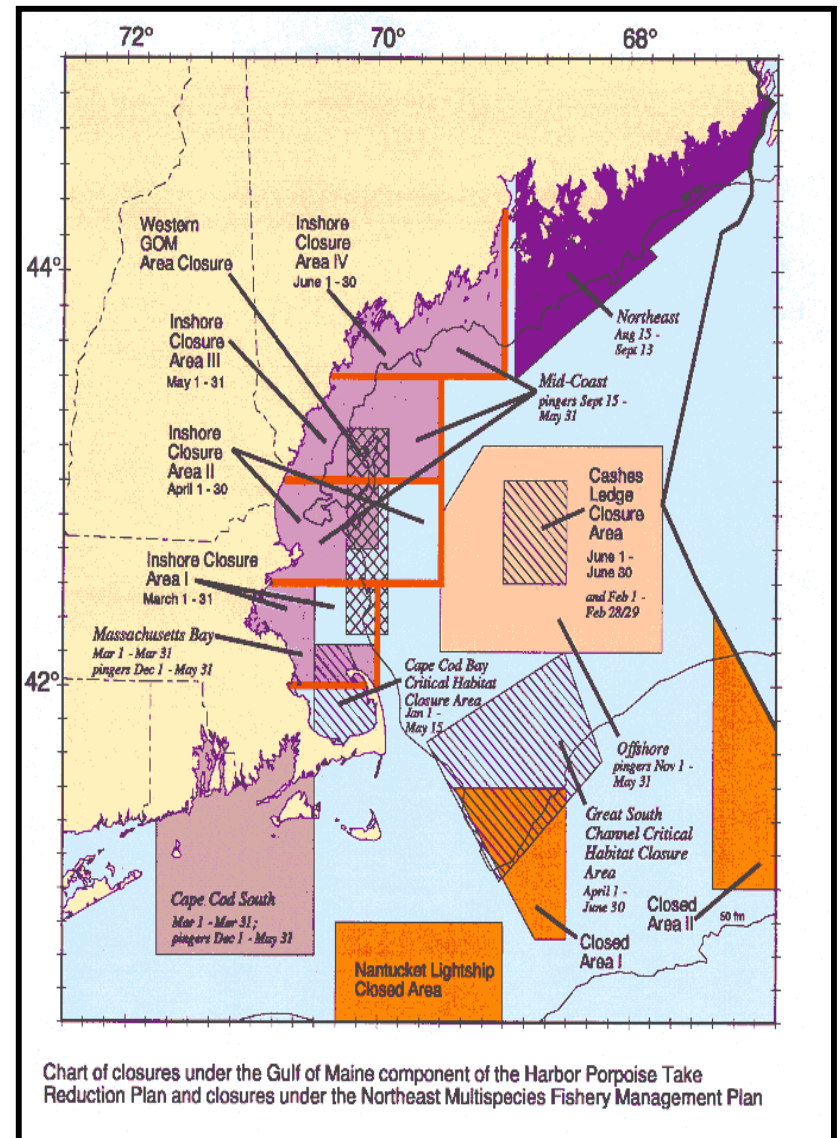 72°
70°
68°
44°
42°
Western
GOM
Area Closure
Inshore
Closure
Area IV
June 1 - 30
Inshore
Closure
Area III
May 1 - 31
Inshore
Closure
Area II
April 1 - 30
Inshore Closure
Area I
March 1 - 31
Massachusetts Bay
Mar 1 - Mar 31
pingers Dec 1 - May 31
Northeast
Aug 15 -
Sept 13
Mid-Coast
pingers Sept 15 -
May 31
Cashes
Ledge
Closure
Area
June 1 -
June 30
and Feb 1 -
Feb 28/29
Cape Cod Bay
Critical Habitat
Closure Area
Jan 1 -
May 15
Offshore
pingers Nov 1 -
May 31
Great South
Channel Critical
Habitat Closure
Area
April 1 -
June 30
Cape Cod South
Mar 1 - Mar 31;
pingers Dec 1 - May 31
Closed
Area II
50 fm
Closed
Area I
Nantucket Lightship
Closed Area
Chart of closures under the Gulf of Maine component of the Harbor Porpoise Take
Reduction Plan and closures under the Northeast Multispecies Fishery Management Plan